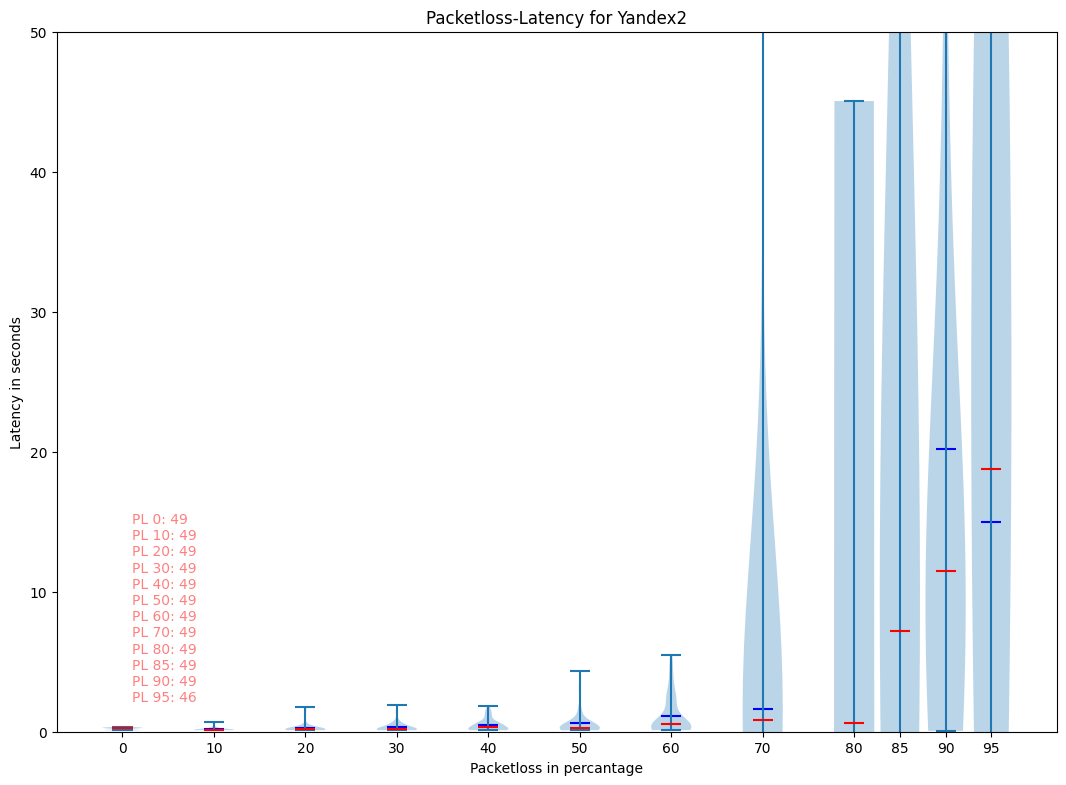 Packetloss-Latency for Yandex2
50
40
30
20
10
0
Latency in seconds
PL 0: 49
PL 10: 49
PL 20: 49
PL 30: 49
PL 40: 49
PL 50: 49
PL 60: 49
PL 70: 49
PL 80: 49
PL 85: 49
PL 90: 49
PL 95: 46
0 10 20 30 40 50 60 70 80 85 90 95
Packetloss in percantage